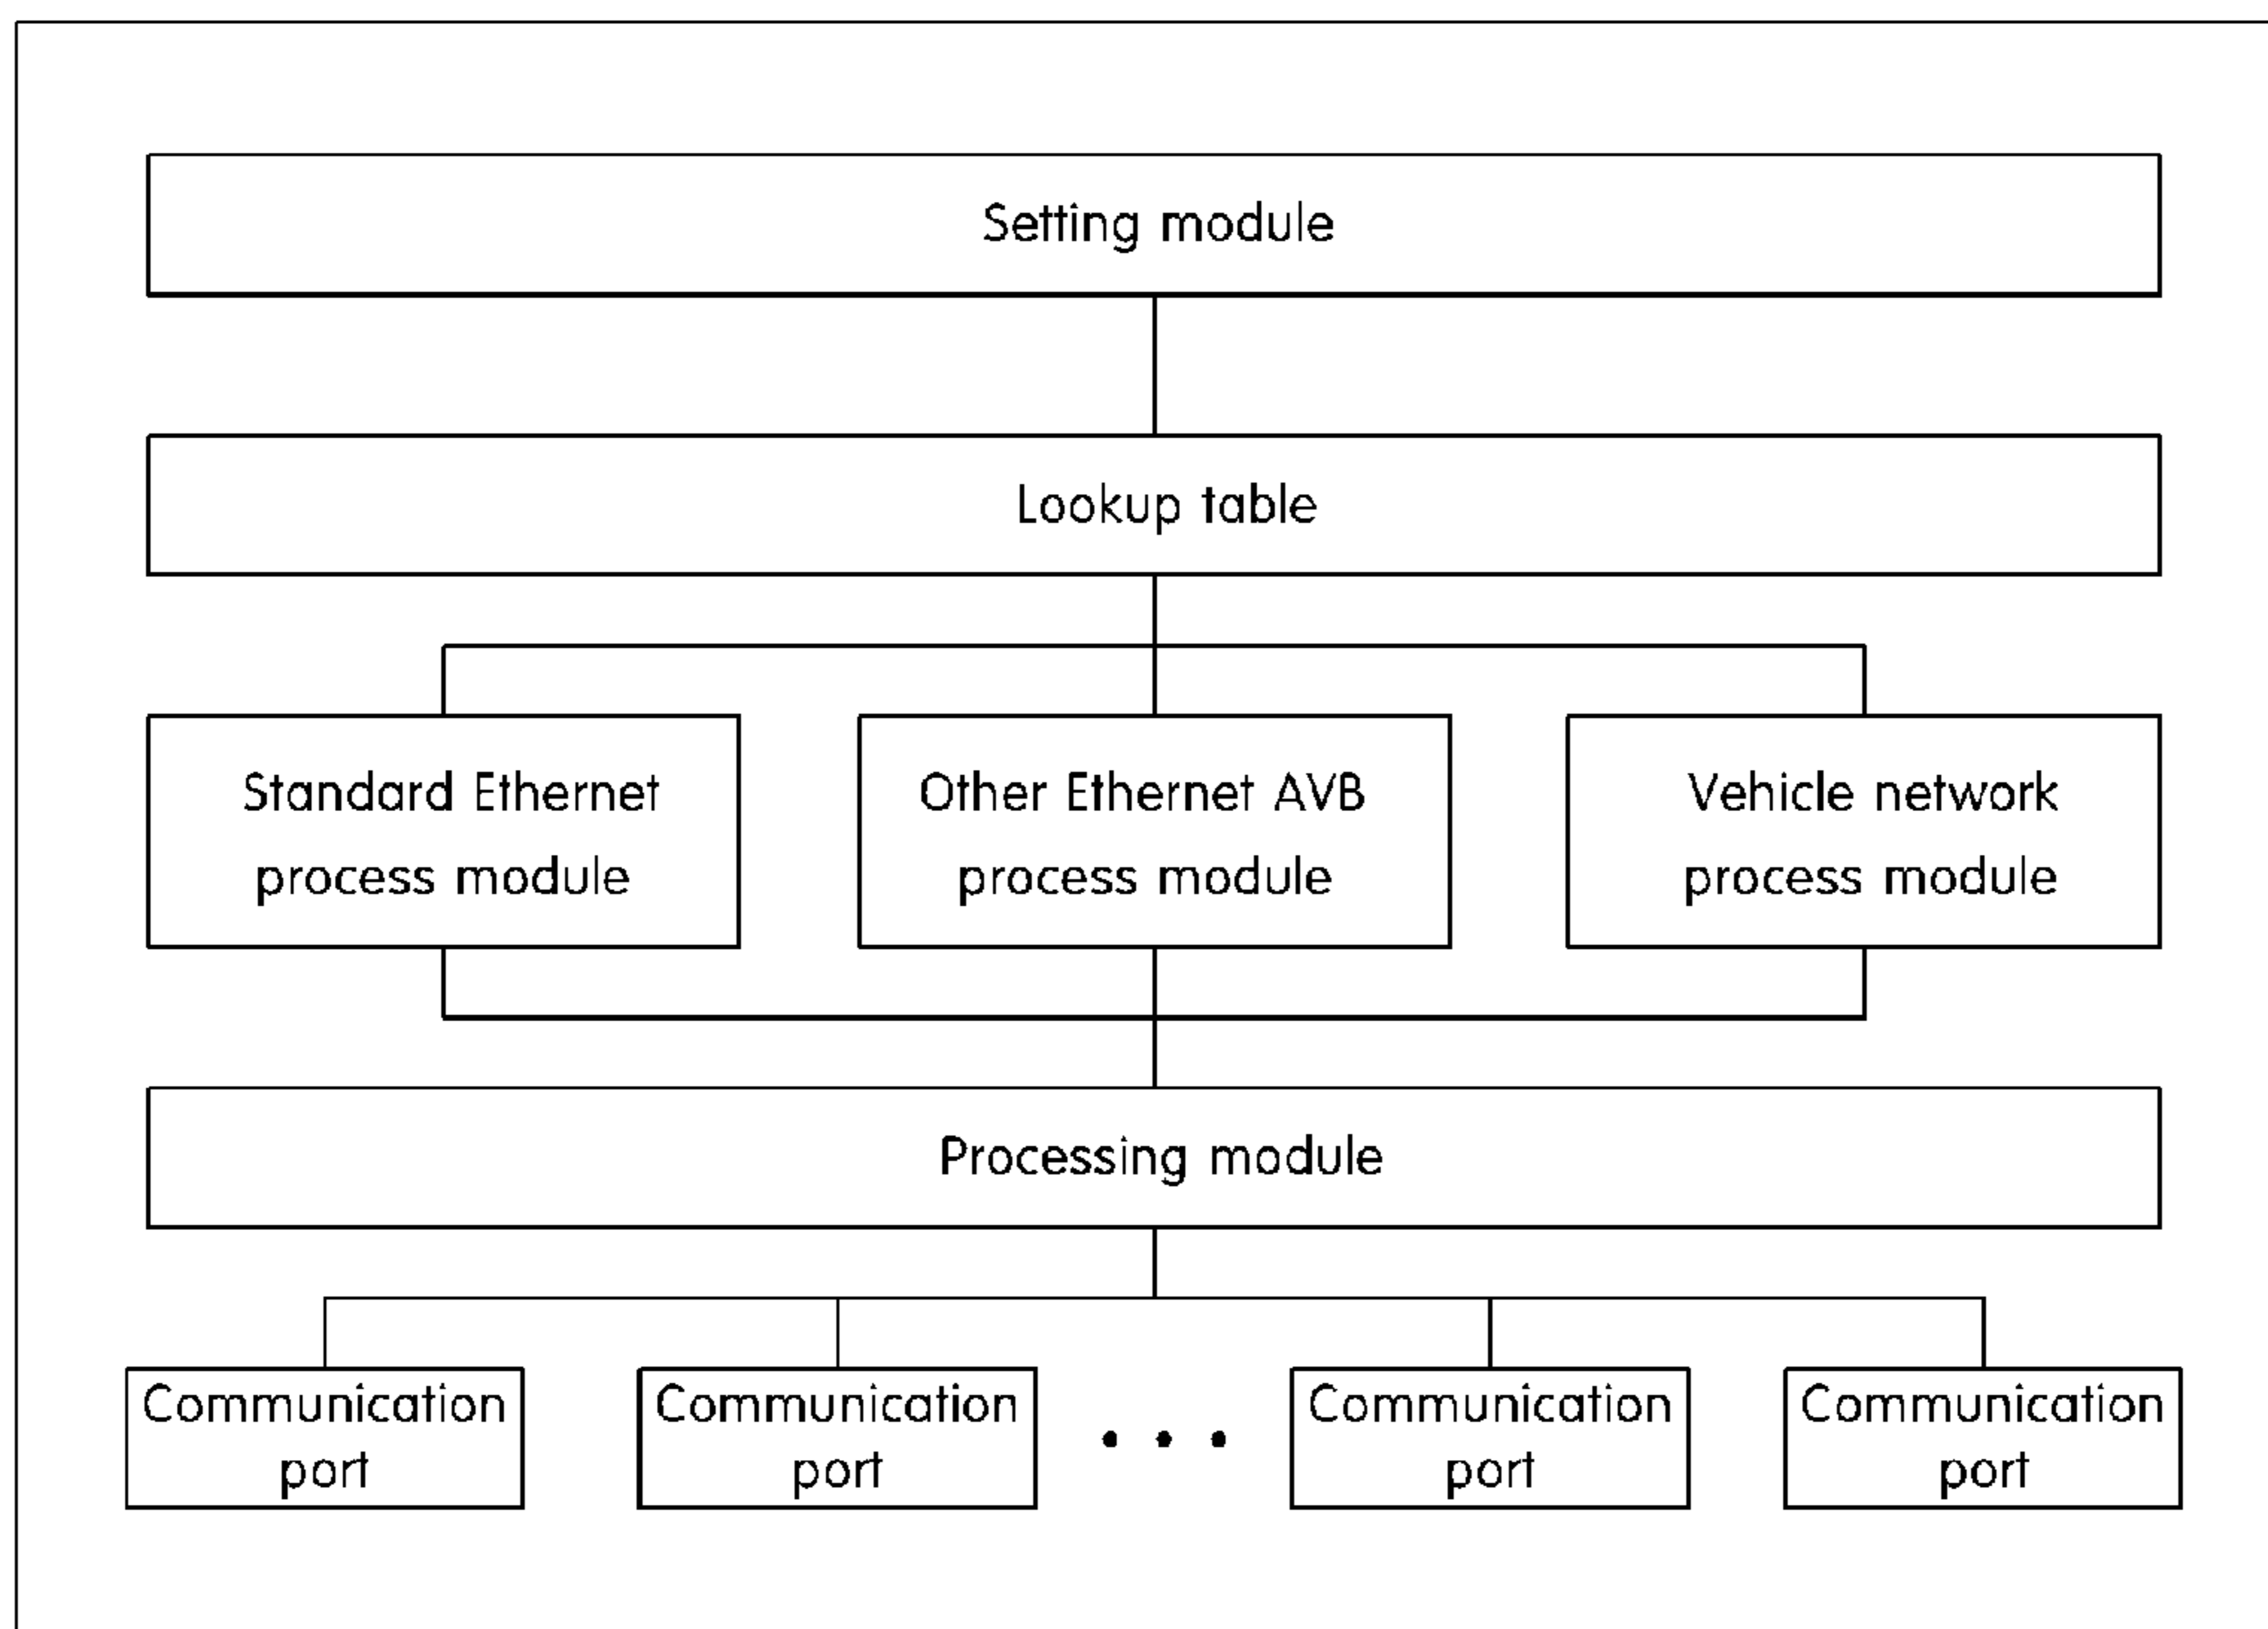 Setting module
Lookup table
Standard Ethernet
process module
Other Ethernet AVB
process module
Vehicle network
process module
Processing module
Communication
port
Communication
port
• • •
Communication
port
Communication
port